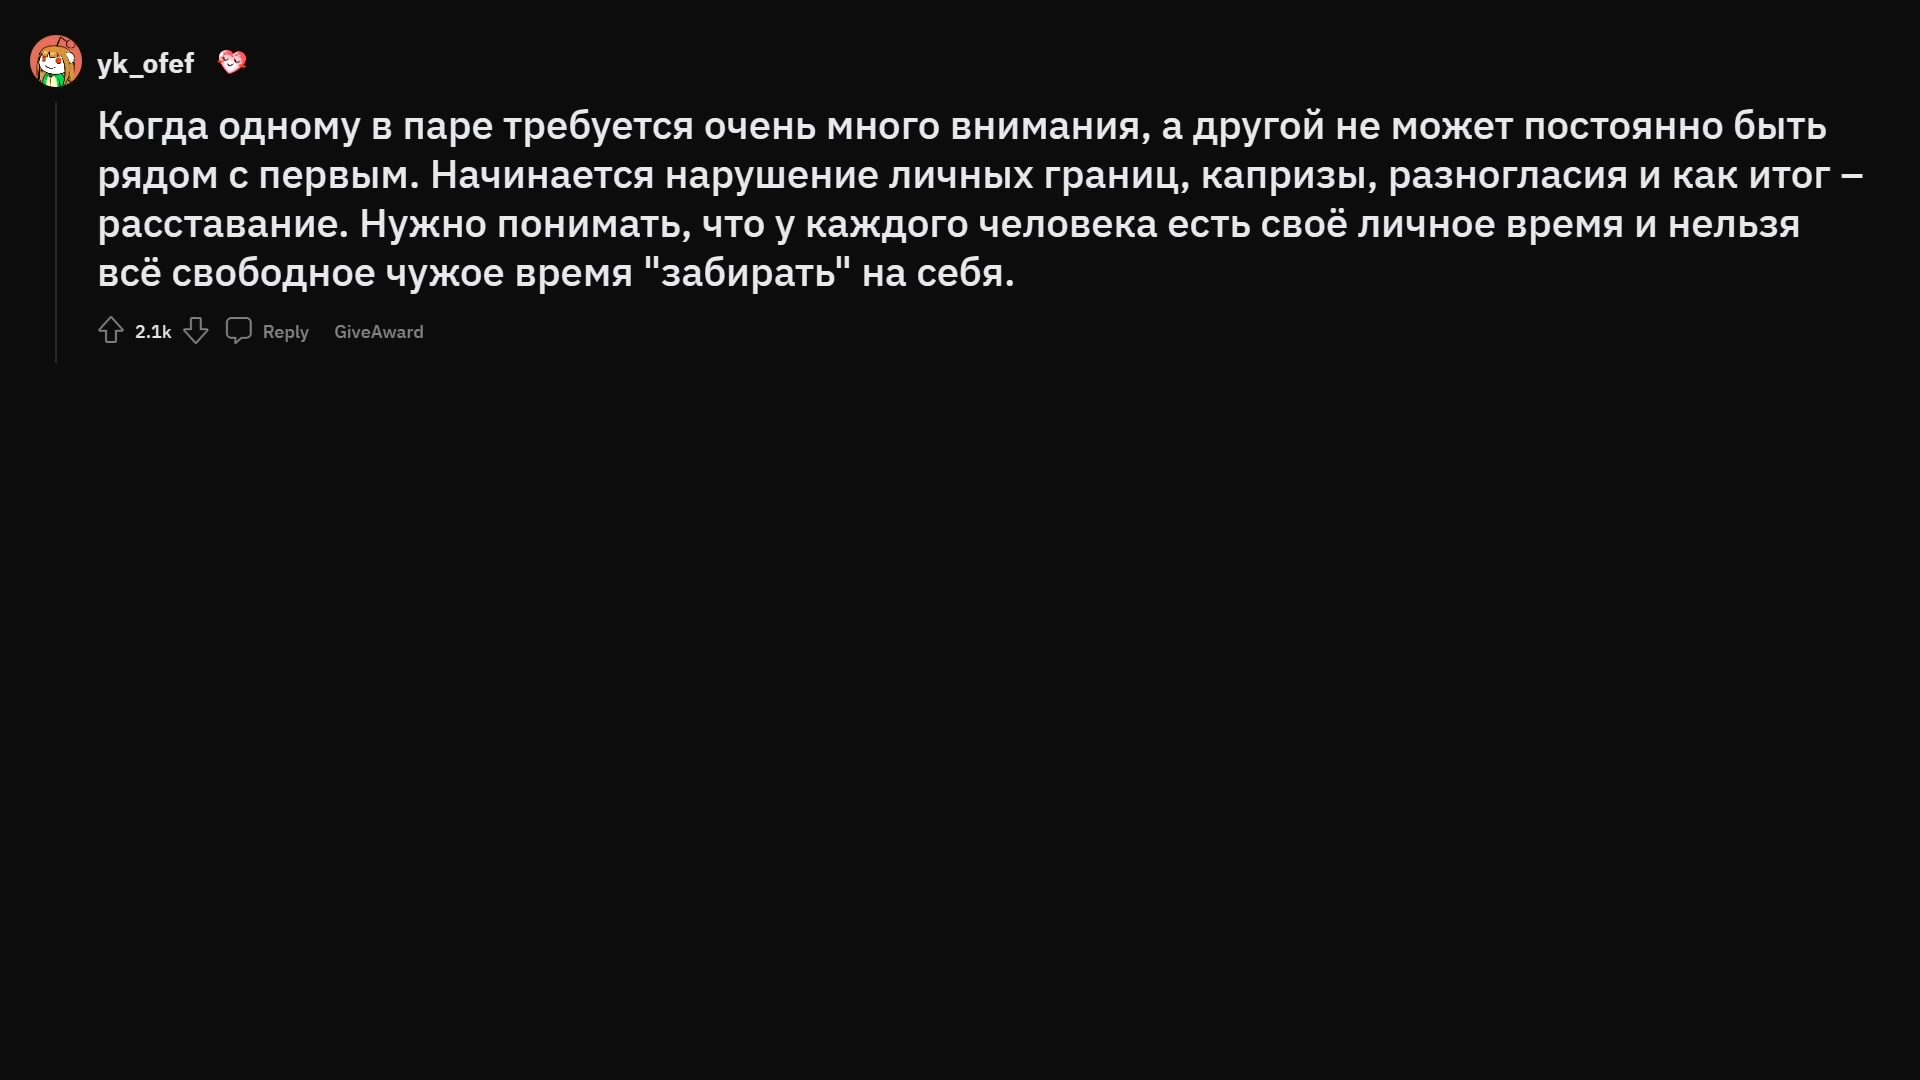 yk_ofef
Когда одному в паре требуется очень много внимания, а другой не может постоянно быть
рядом с первым. Начинается нарушение личных границ, капризы, разногласия и как итог –
расставание. Нужно понимать, что у каждого человека есть своё личное время и нельзя
всё свободное чужое время "забирать" на себя.
2.1k Reply GiveAward